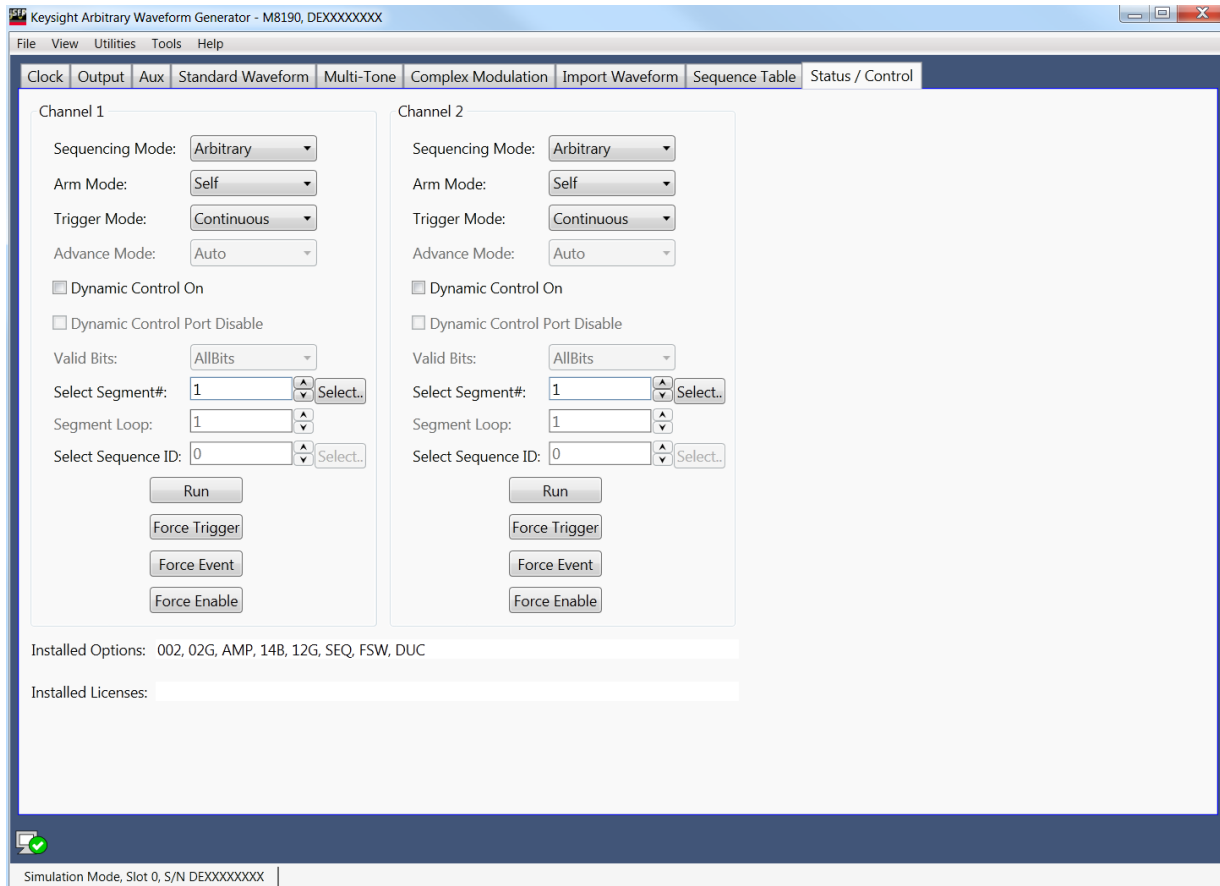 Keysight Arbitrary Waveform Generator - M8190, DEXXXXXXXX
File View Utilities Tools Help
Clock Output Aux Standard Waveform Multi-Tone Complex Modulation Import Waveform Sequence Table Status / Control
Channel 1
Sequencing Mode: Arbitrary
Arm Mode: Self
Trigger Mode: Continuous
Advance Mode: Auto
Dynamic Control On
Dynamic Control Port Disable
Valid Bits: AllBits
Select Segment#: 1 Select..
Segment Loop: 1
Select Sequence ID: 0 Select..
Run
Force Trigger
Force Event
Force Enable
Channel 2
Sequencing Mode: Arbitrary
Arm Mode: Self
Trigger Mode: Continuous
Advance Mode: Auto
Dynamic Control On
Dynamic Control Port Disable
Valid Bits: AllBits
Select Segment#: 1 Select..
Segment Loop: 1
Select Sequence ID: 0 Select..
Run
Force Trigger
Force Event
Force Enable
Installed Options: 002, 02G, AMP, 14B, 12G, SEQ, FSW, DUC
Installed Licenses:
Simulation Mode, Slot 0, S/N DEXXXXXXXX